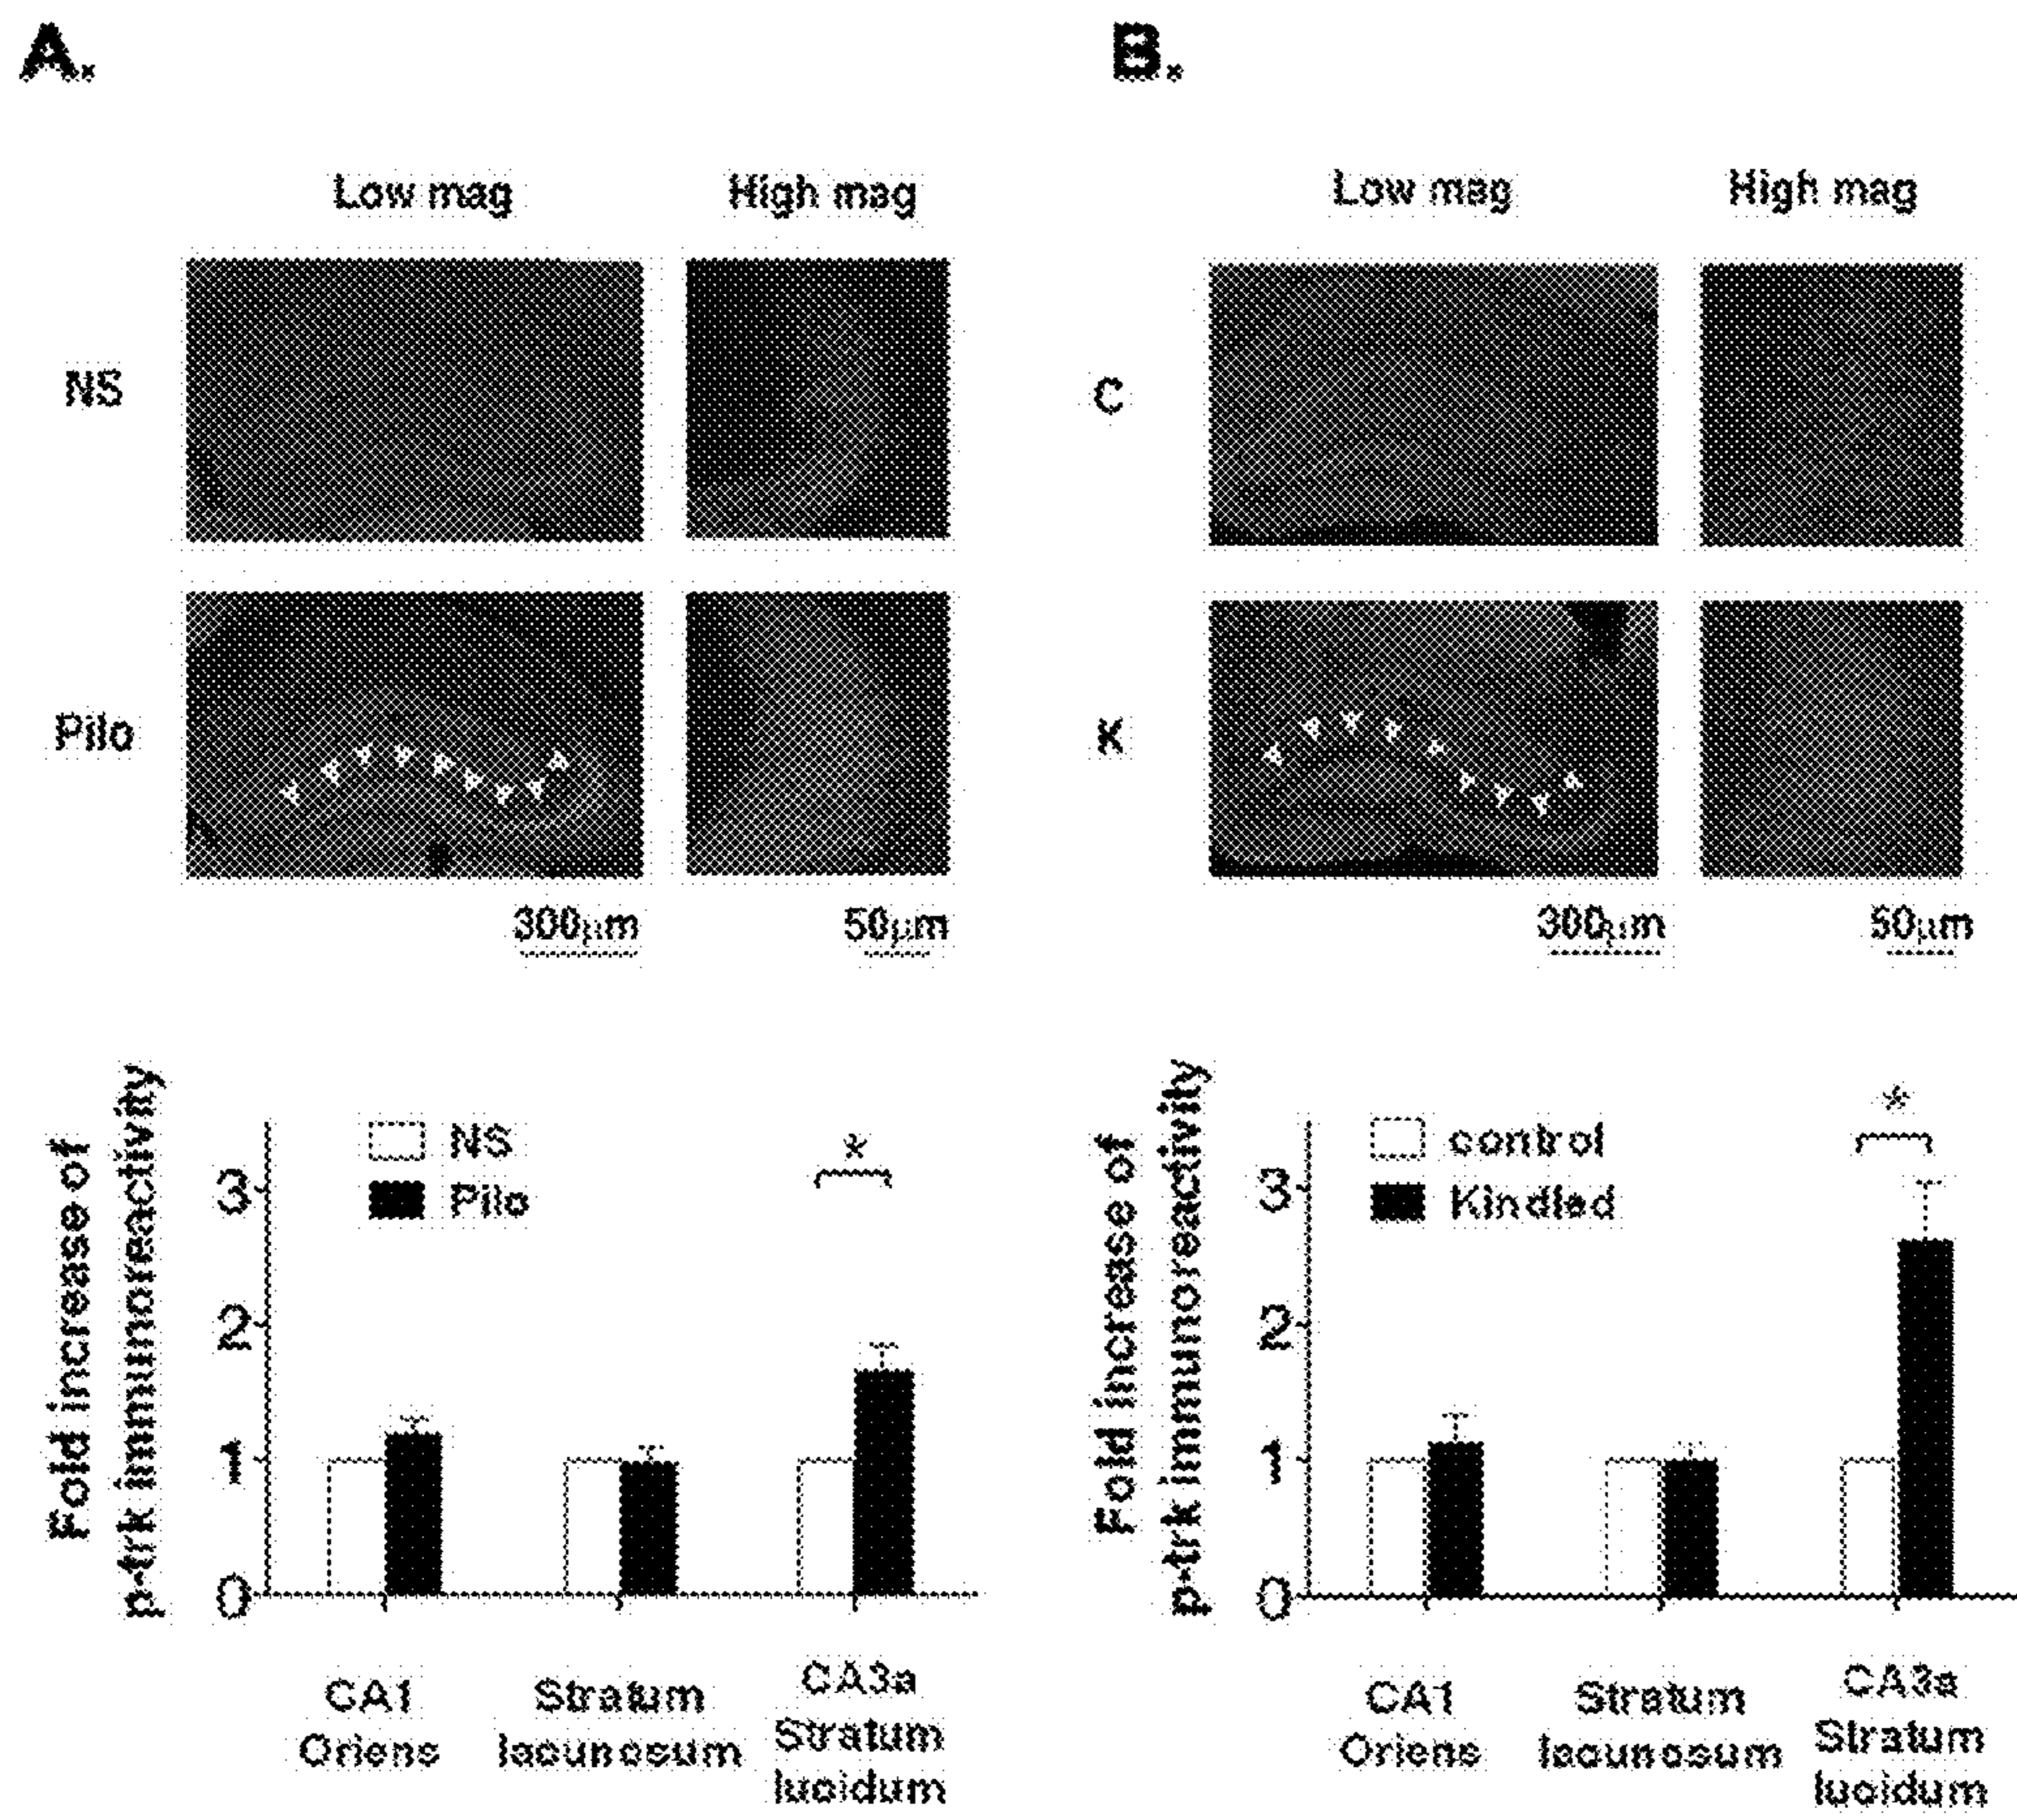 A.
Low mag
High mag
NS
Pilo
300µm
50µm
Fold increase of
p-trk immunoreactivity
3
2
1
0
NS
Pilo
*
CA1
Oriens
Stratum
lacunosum
CA3a
Stratum
lucidum
B.
Low mag
High mag
C
K
300µm
50µm
Fold increase of
p-trk immunoreactivity
3
2
1
0
control
Kindled
*
CA1
Oriens
Stratum
lacunosum
CA3a
Stratum
lucidum